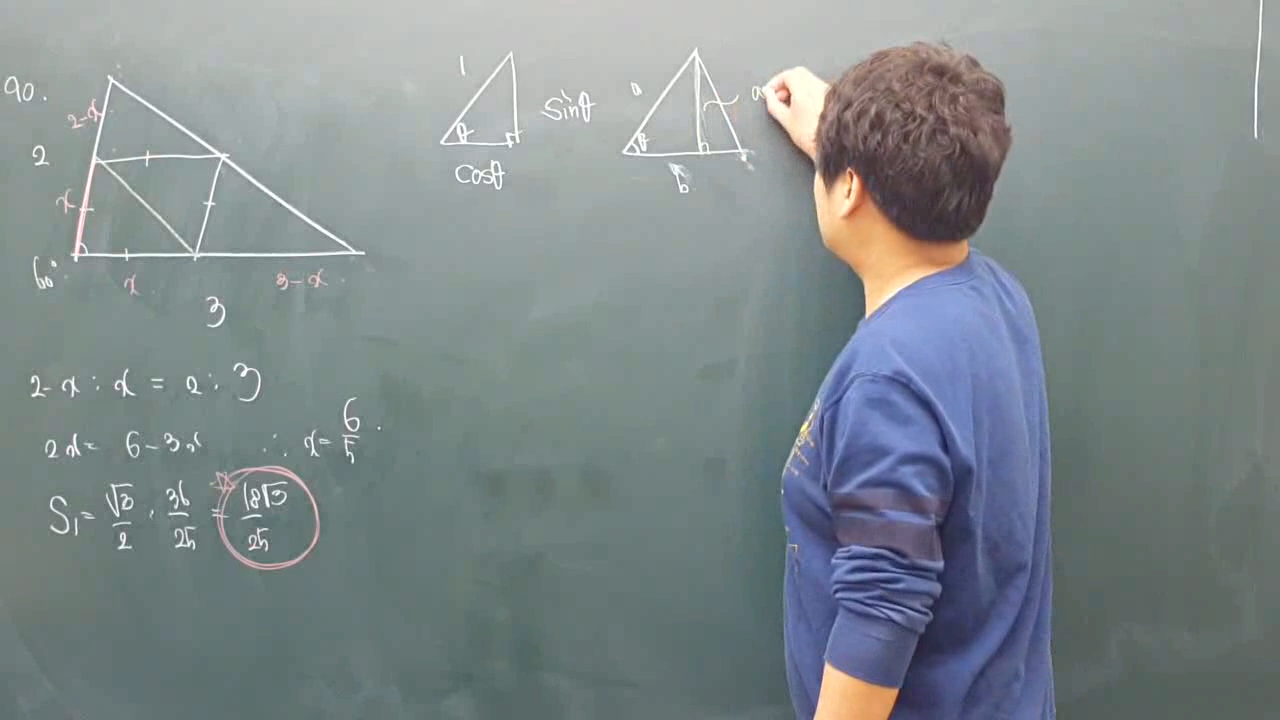 90.
2-x
2
x
60°
x
3-x
3
2-x : x = 2 : 3
2x = 6-3x ∴ x = 6/5.
S₁ = √3/2 · 36/25 = 18√3/25
1
θ
sinθ
cosθ
a
θ
b
a